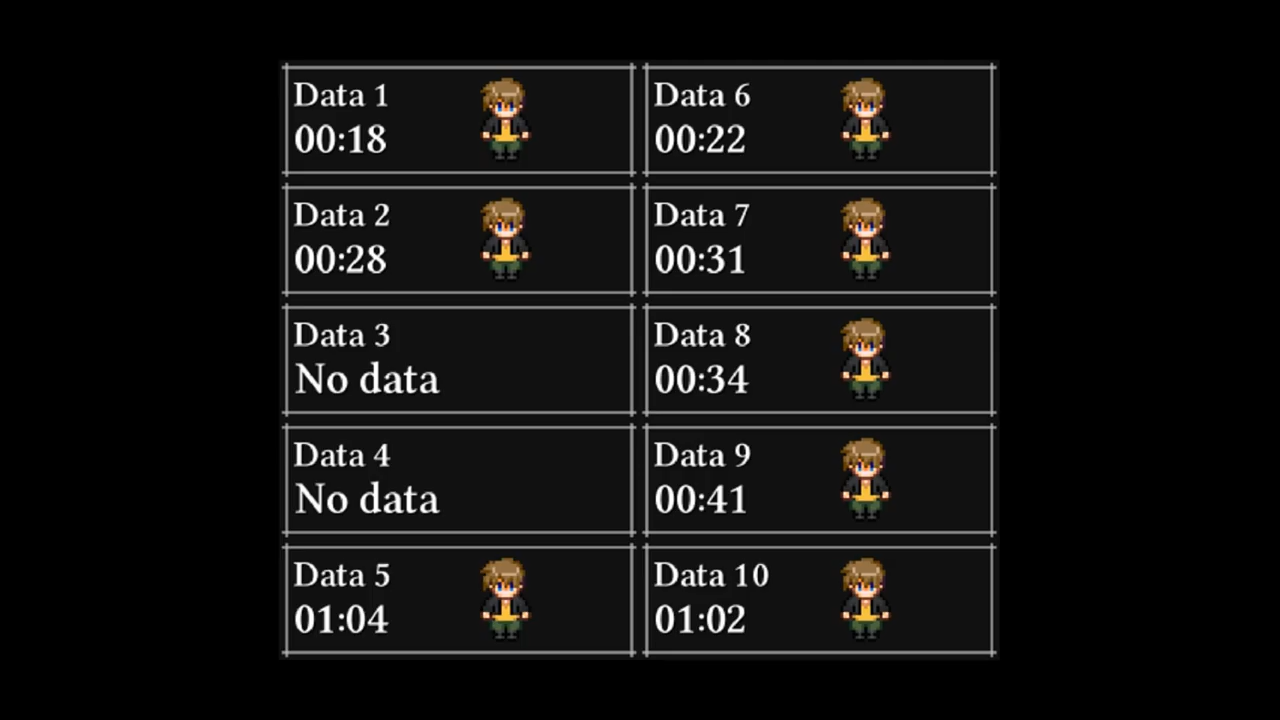 Data 1
00:18
Data 2
00:28
Data 3
No data
Data 4
No data
Data 5
01:04
Data 6
00:22
Data 7
00:31
Data 8
00:34
Data 9
00:41
Data 10
01:02